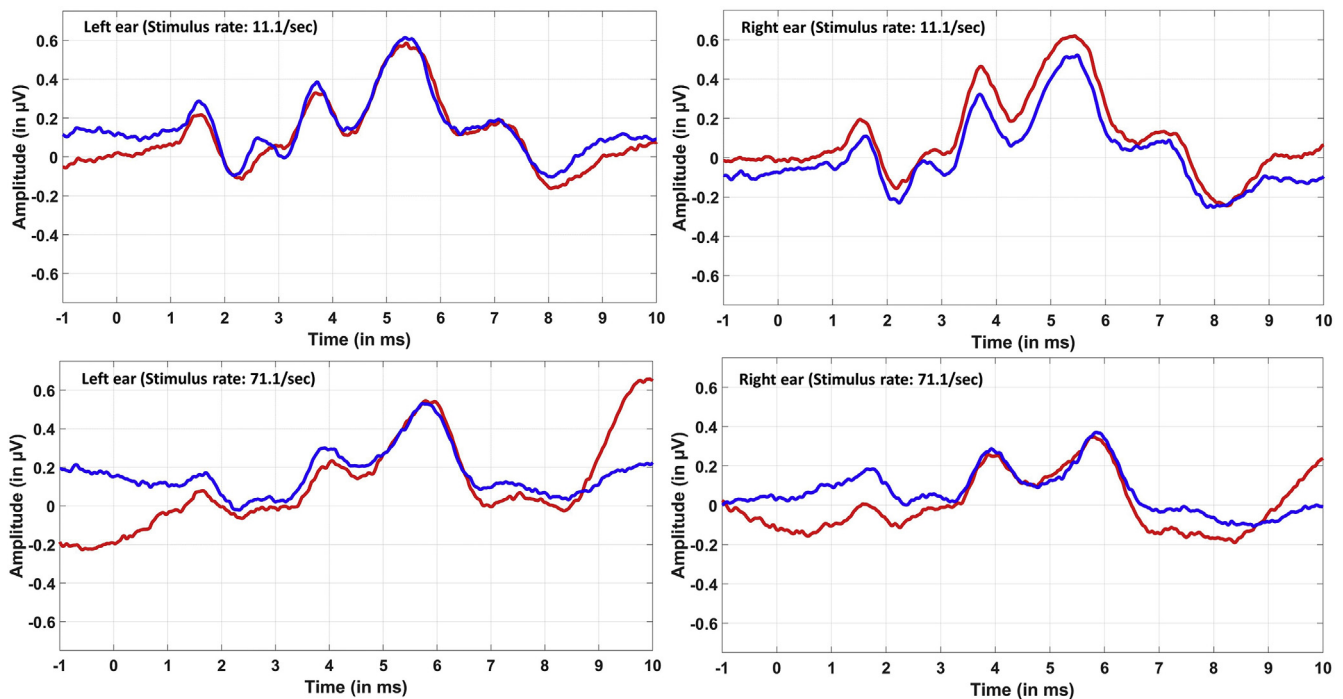 Left ear (Stimulus rate: 11.1/sec)
Amplitude (in µV)
0.6
0.4
0.2
0
-0.2
-0.4
-0.6
-1 0 1 2 3 4 5 6 7 8 9 10
Time (in ms)
Right ear (Stimulus rate: 11.1/sec)
Amplitude (in µV)
0.6
0.4
0.2
0
-0.2
-0.4
-0.6
-1 0 1 2 3 4 5 6 7 8 9 10
Time (in ms)
Left ear (Stimulus rate: 71.1/sec)
Amplitude (in µV)
0.6
0.4
0.2
0
-0.2
-0.4
-0.6
-1 0 1 2 3 4 5 6 7 8 9 10
Time (in ms)
Right ear (Stimulus rate: 71.1/sec)
Amplitude (in µV)
0.6
0.4
0.2
0
-0.2
-0.4
-0.6
-1 0 1 2 3 4 5 6 7 8 9 10
Time (in ms)